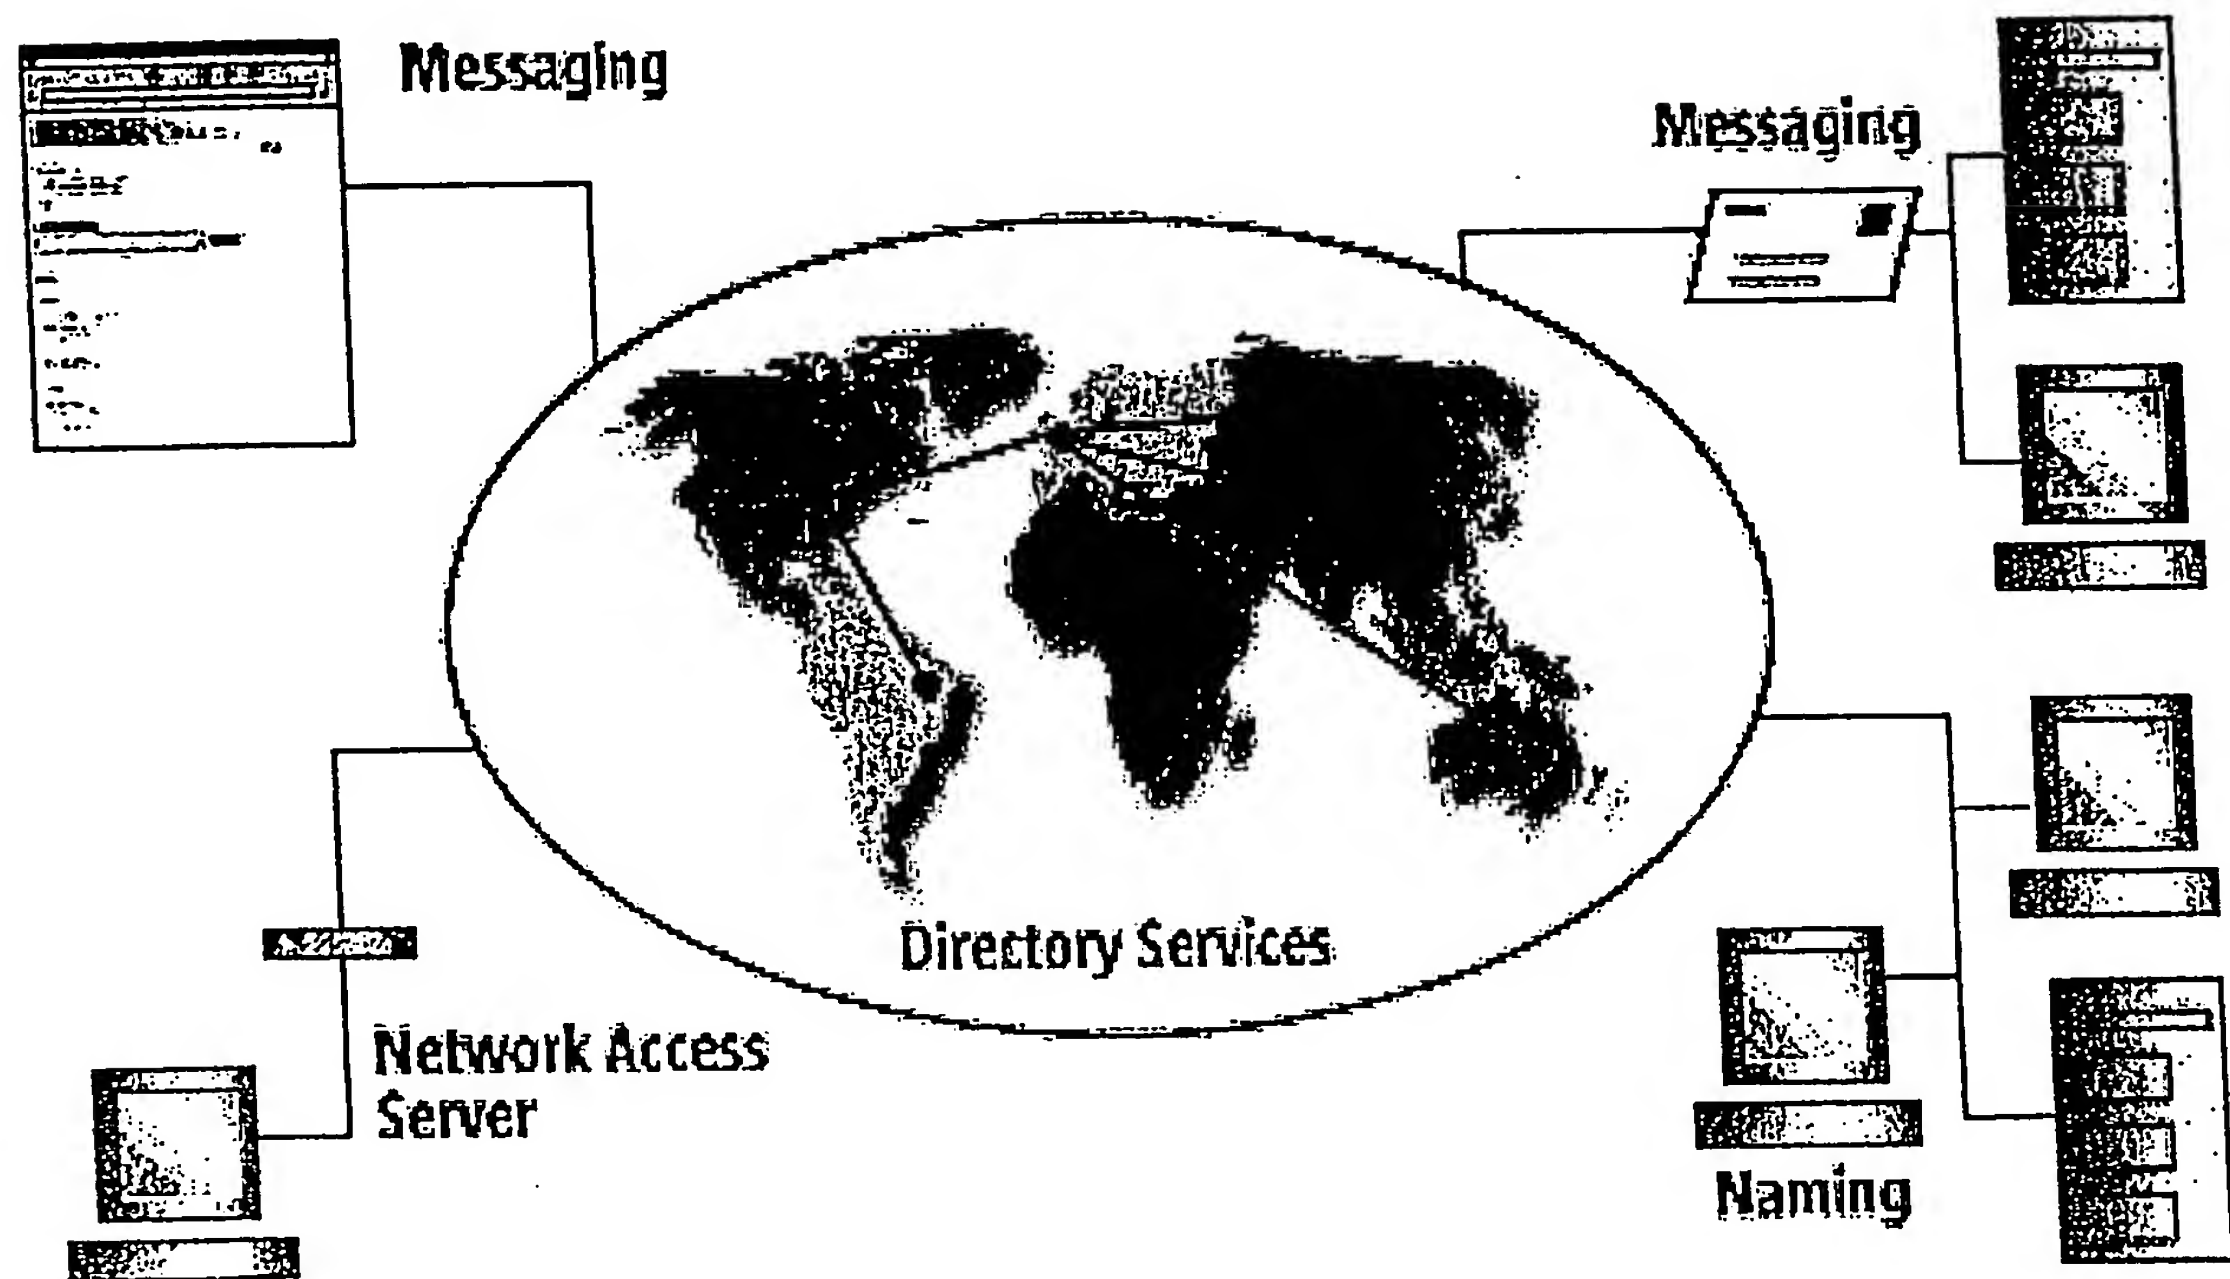 Messaging
Messaging
Directory Services
Network Access
Server
Naming